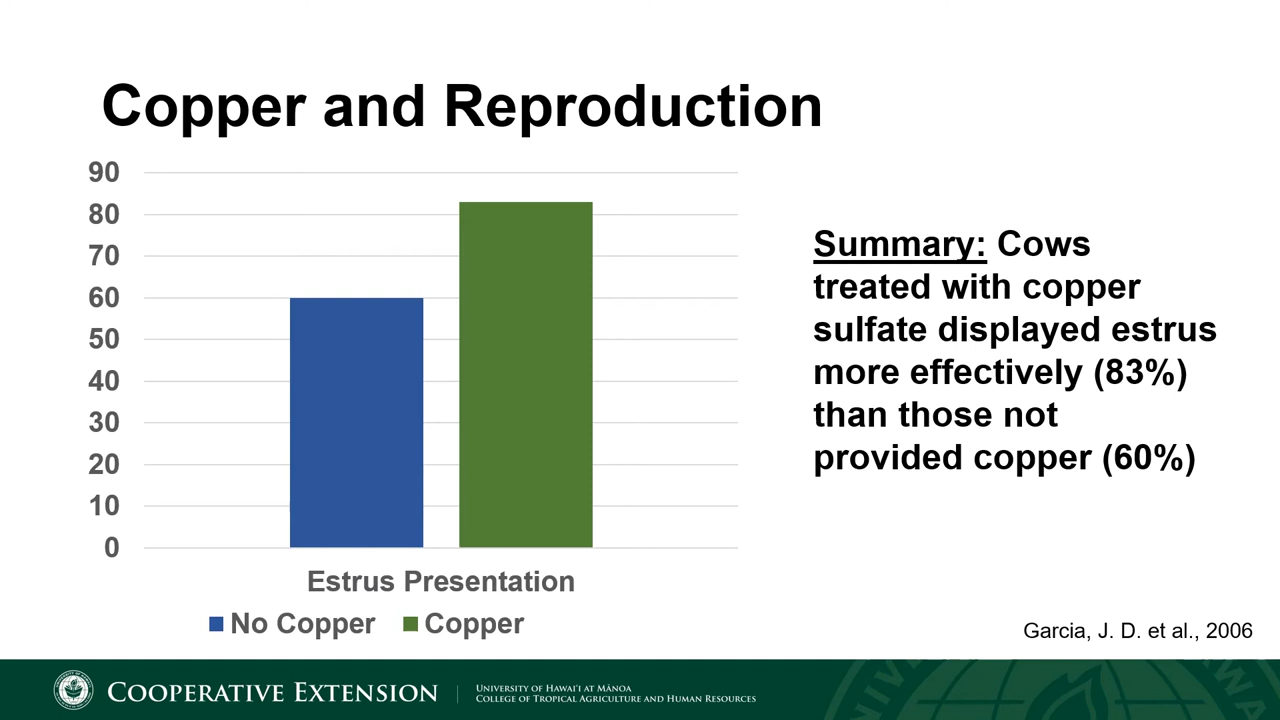 Copper and Reproduction
90
80
70
60
50
40
30
20
10
0
Estrus Presentation
No Copper Copper
Summary: Cows
treated with copper
sulfate displayed estrus
more effectively (83%)
than those not
provided copper (60%)
Garcia, J. D. et al., 2006
COOPERATIVE EXTENSION
UNIVERSITY OF HAWAIʻI AT MĀNOA
COLLEGE OF TROPICAL AGRICULTURE AND HUMAN RESOURCES